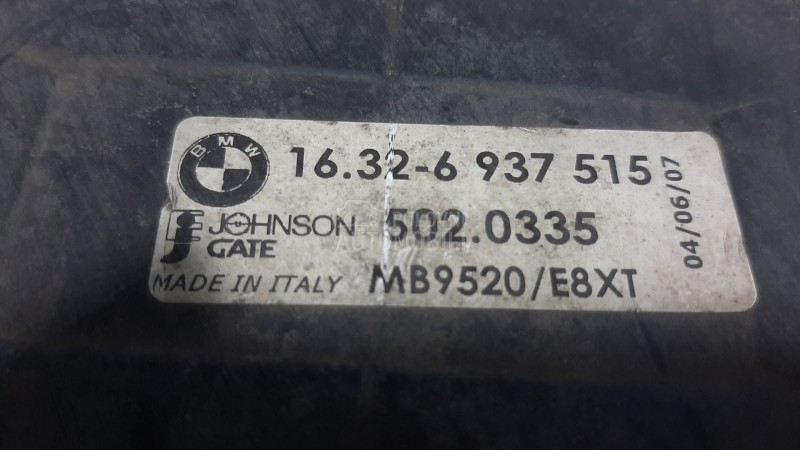 BMW
16.32-6 937 515
JOHNSON
GATE
502.0335
MADE IN ITALY
MB9520/E8XT
04/06/07